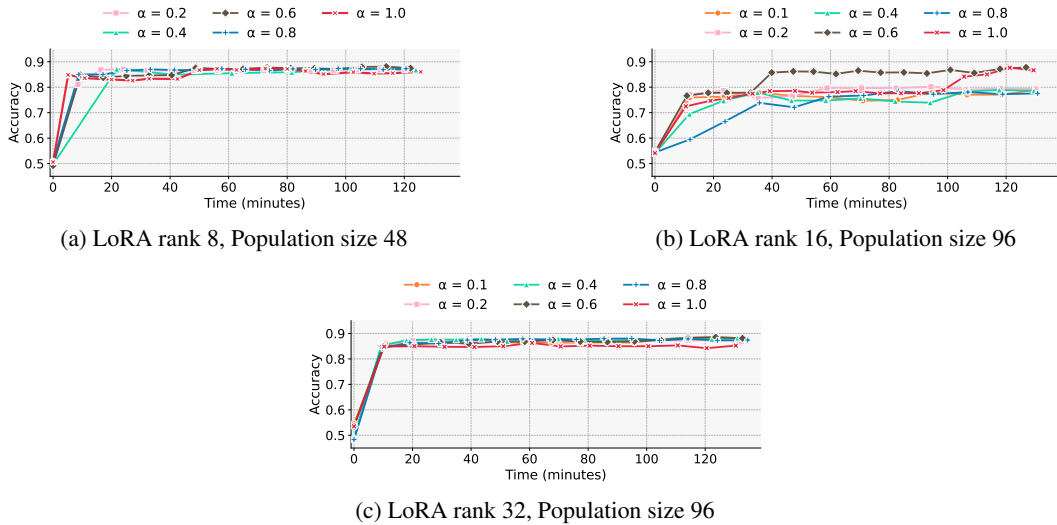 α = 0.2 α = 0.6 α = 1.0
α = 0.4 α = 0.8
0.9
0.8
0.7
0.6
0.5
Accuracy
0 20 40 60 80 100 120
Time (minutes)
(a) LoRA rank 8, Population size 48
α = 0.1 α = 0.4 α = 0.8
α = 0.2 α = 0.6 α = 1.0
0.9
0.8
0.7
0.6
0.5
Accuracy
0 20 40 60 80 100 120
Time (minutes)
(b) LoRA rank 16, Population size 96
α = 0.1 α = 0.4 α = 0.8
α = 0.2 α = 0.6 α = 1.0
0.9
0.8
0.7
0.6
0.5
Accuracy
0 20 40 60 80 100 120
Time (minutes)
(c) LoRA rank 32, Population size 96